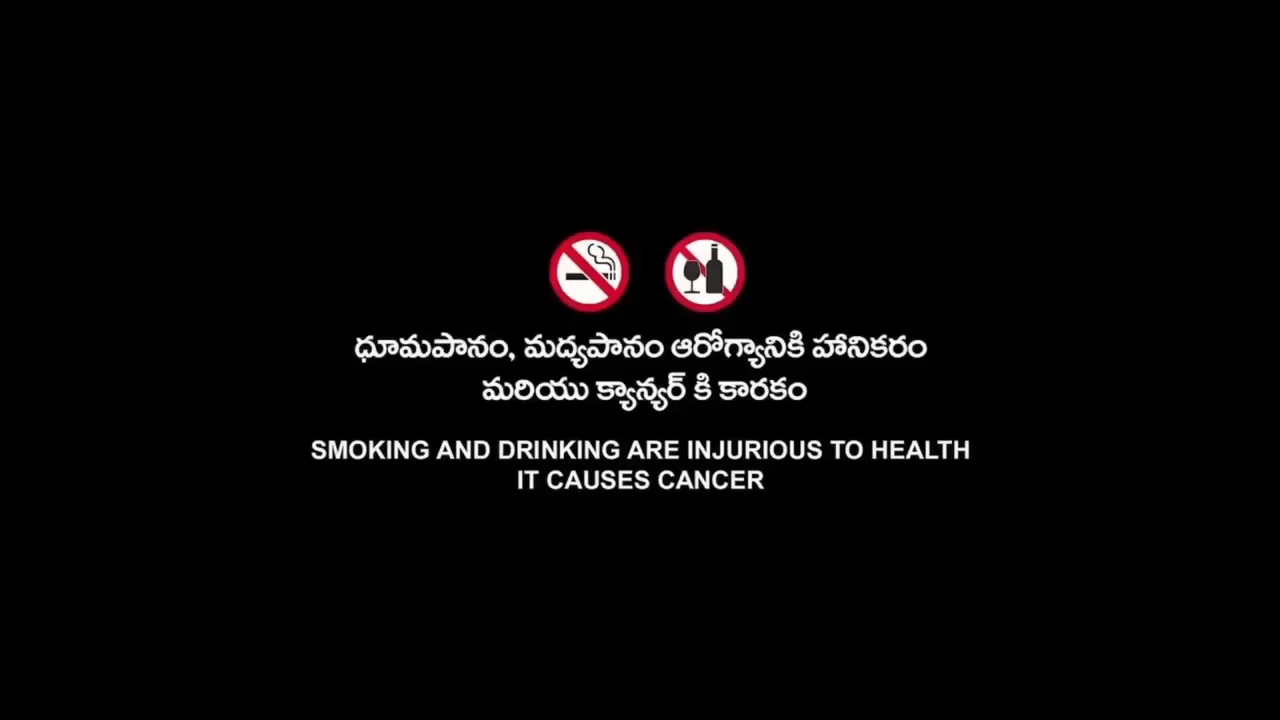 ధూమపానం, మద్యపానం ఆరోగ్యానికి హానికరం
మరియు క్యాన్సర్ కి కారకం
SMOKING AND DRINKING ARE INJURIOUS TO HEALTH
IT CAUSES CANCER